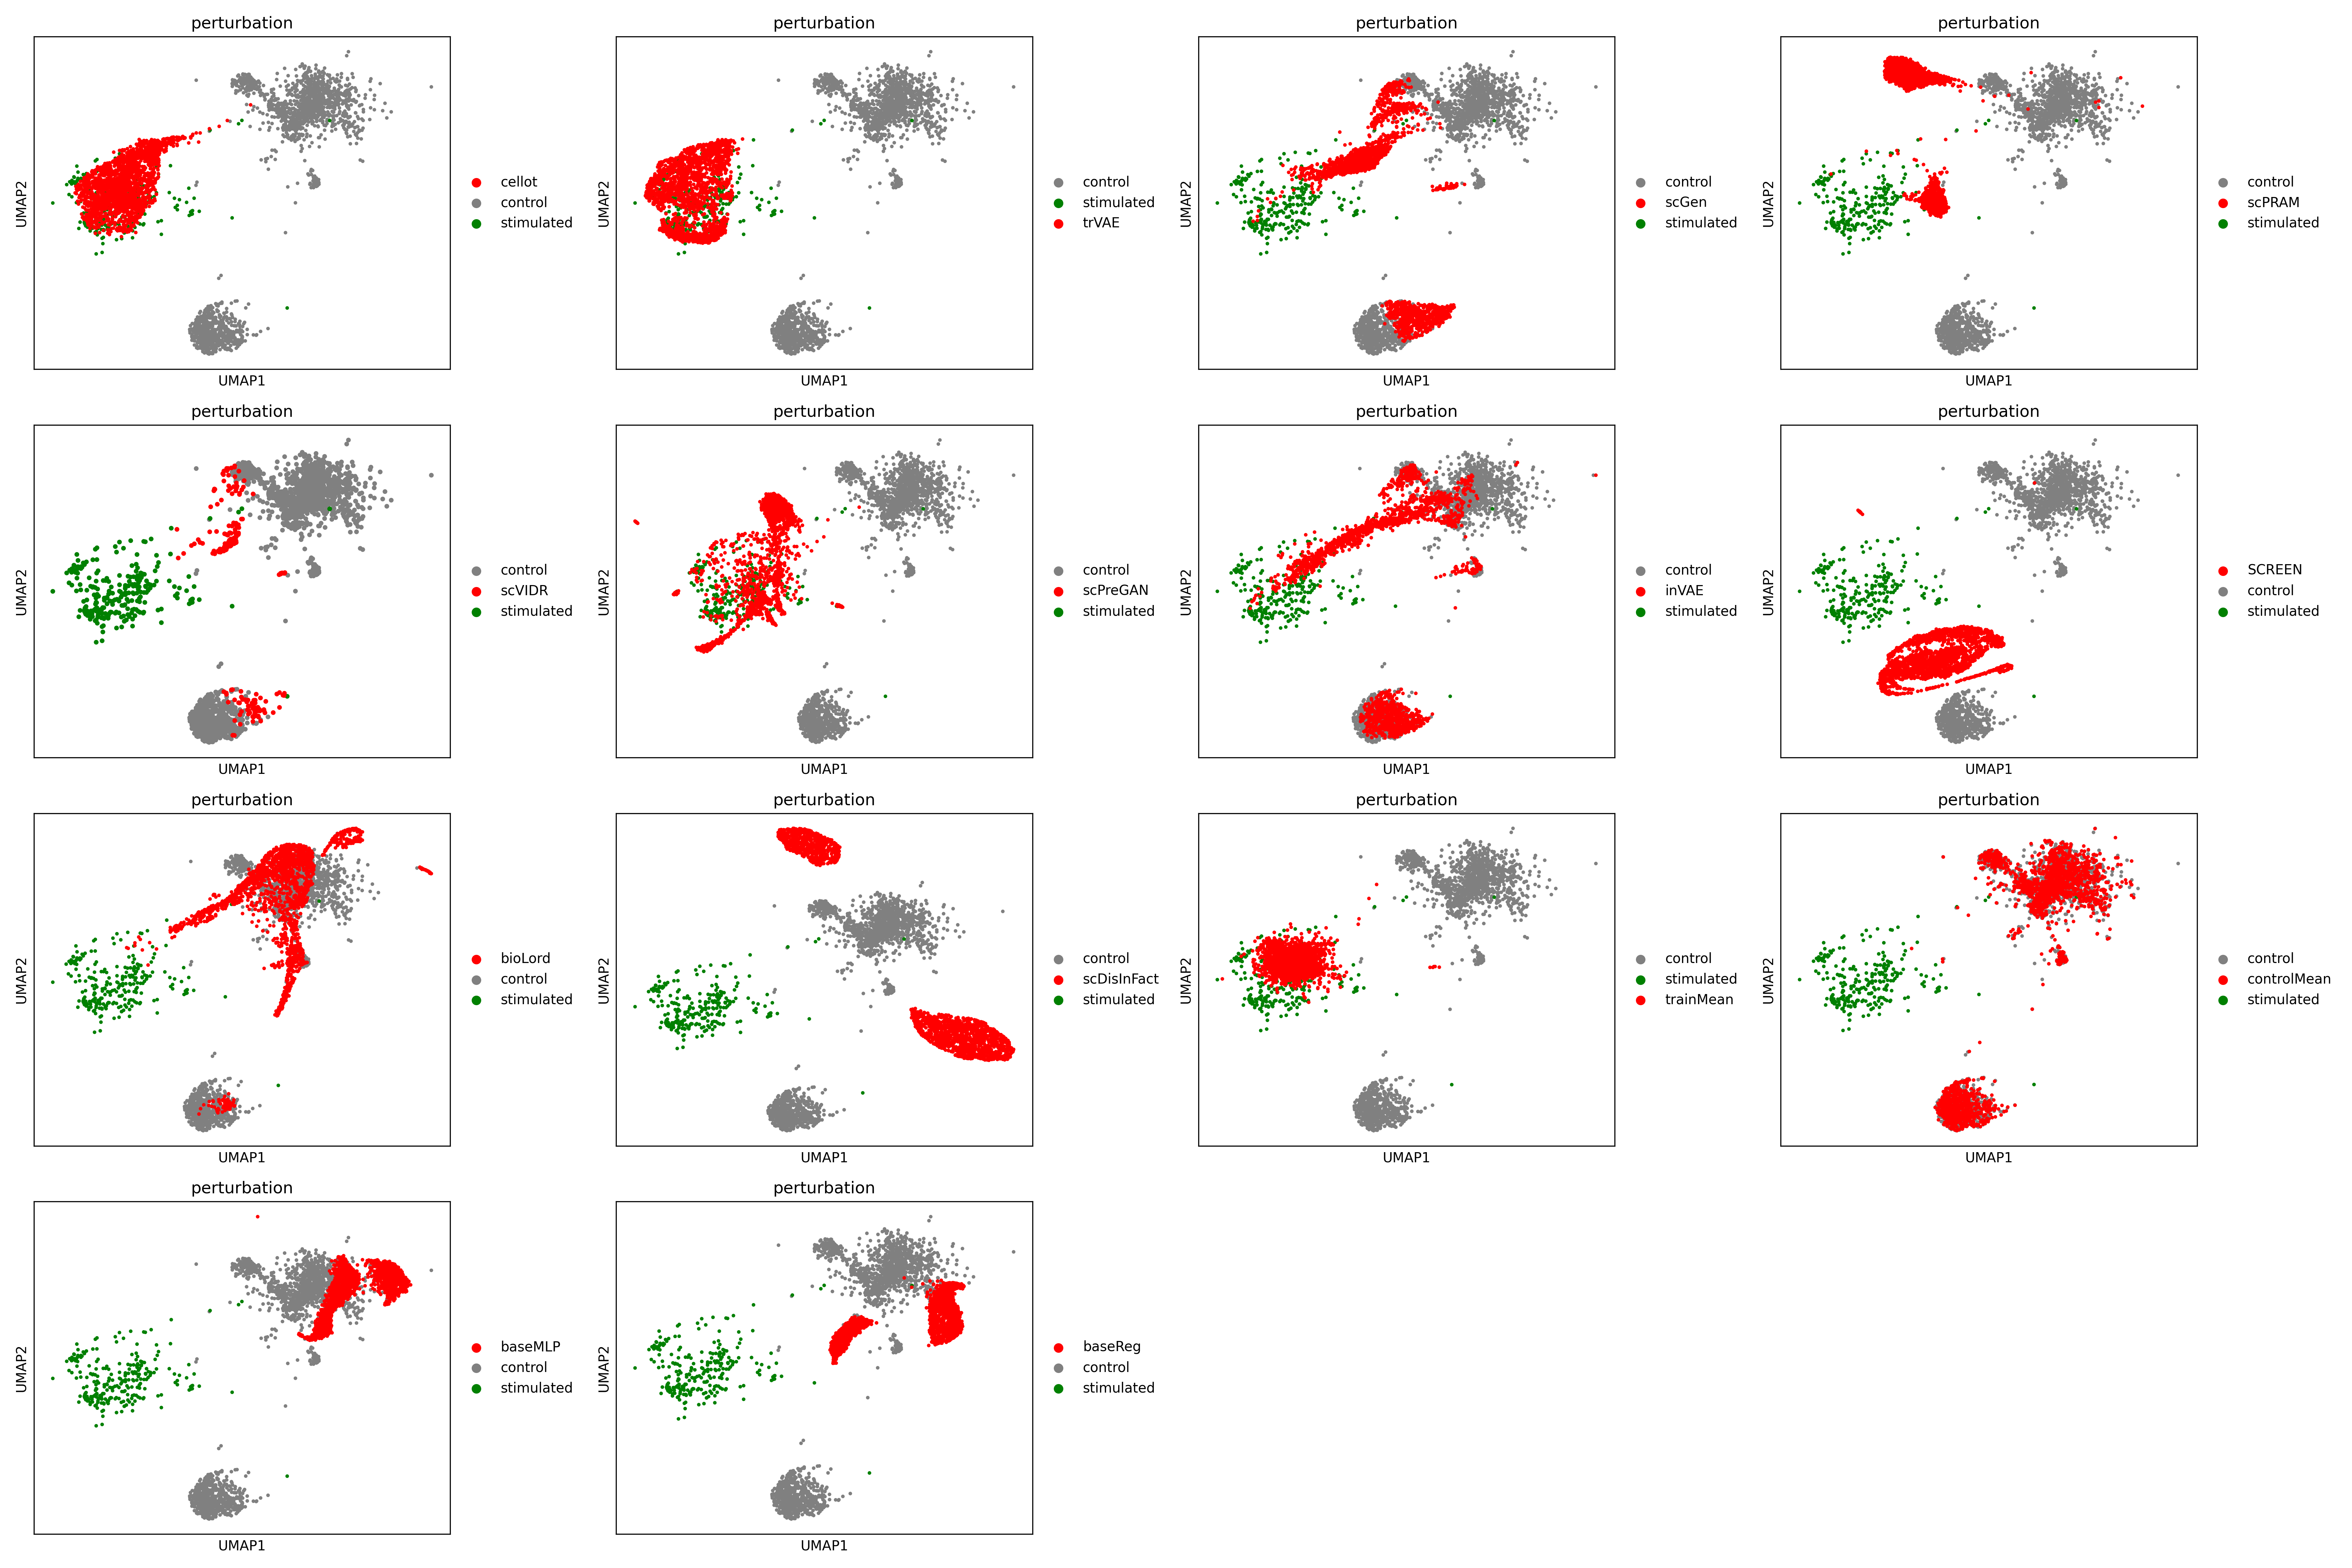 perturbation
UMAP2
UMAP1
cellot
control
stimulated
perturbation
UMAP2
UMAP1
control
stimulated
trVAE
perturbation
UMAP2
UMAP1
control
scGen
stimulated
perturbation
UMAP2
UMAP1
control
scPRAM
stimulated
perturbation
UMAP2
UMAP1
control
scVIDR
stimulated
perturbation
UMAP2
UMAP1
control
scPreGAN
stimulated
perturbation
UMAP2
UMAP1
control
inVAE
stimulated
perturbation
UMAP2
UMAP1
SCREEN
control
stimulated
perturbation
UMAP2
UMAP1
bioLord
control
stimulated
perturbation
UMAP2
UMAP1
control
scDisInFact
stimulated
perturbation
UMAP2
UMAP1
control
stimulated
trainMean
perturbation
UMAP2
UMAP1
control
controlMean
stimulated
perturbation
UMAP2
UMAP1
baseMLP
control
stimulated
perturbation
UMAP2
UMAP1
baseReg
control
stimulated